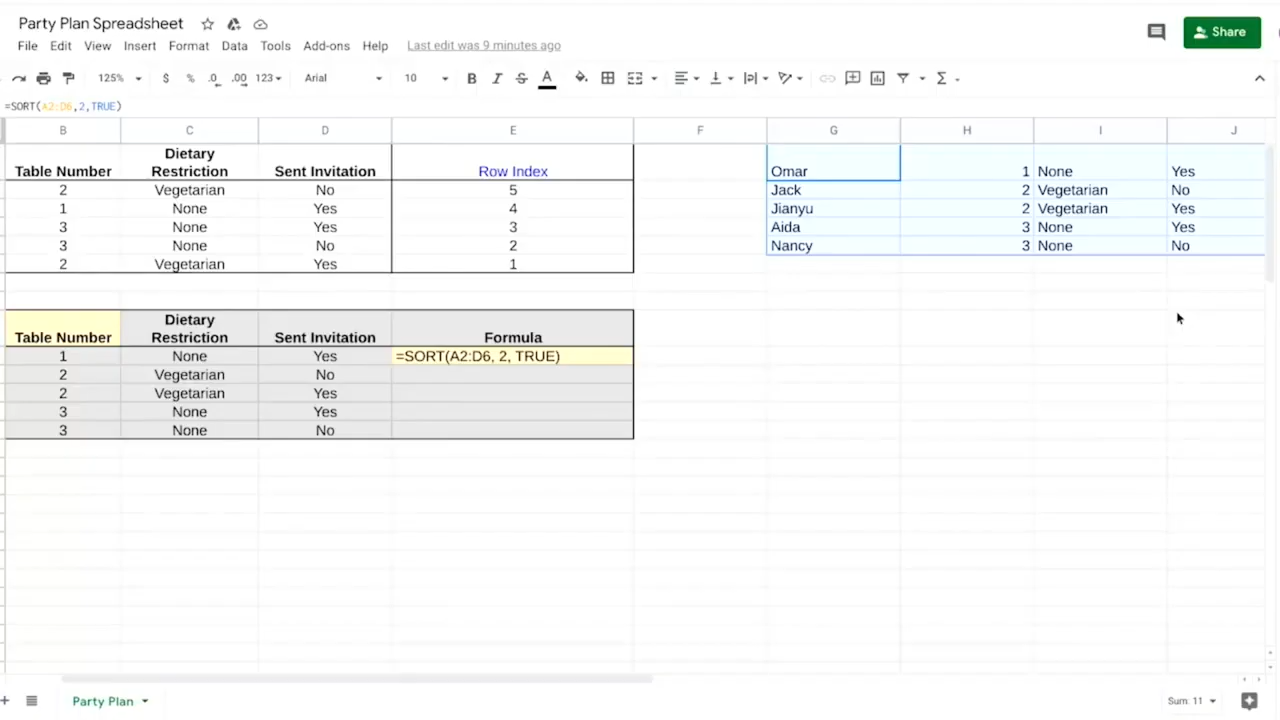 Party Plan Spreadsheet
File Edit View Insert Format Data Tools Add-ons Help Last edit was 9 minutes ago
Share
125% $ % .0 .00 123 Arial 10 B I S A Σ
=SORT(A2:D6,2,TRUE)
B C D E F G H I J
Table Number Dietary Restriction Sent Invitation Row Index Omar 1 None Yes
2 Vegetarian No 5 Jack 2 Vegetarian No
1 None Yes 4 Jianyu 2 Vegetarian Yes
3 None Yes 3 Aida 3 None Yes
3 None No 2 Nancy 3 None No
2 Vegetarian Yes 1
Table Number Dietary Restriction Sent Invitation Formula
1 None Yes =SORT(A2:D6, 2, TRUE)
2 Vegetarian No
2 Vegetarian Yes
3 None Yes
3 None No
Party Plan Sum: 11